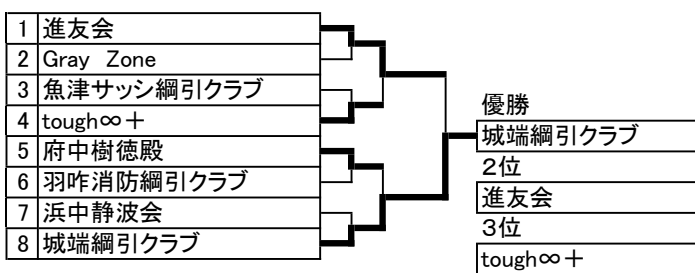 1 進友会
2 Gray Zone
3 魚津サッシ綱引クラブ
4 tough∞+
5 府中樹徳殿
6 羽咋消防綱引クラブ
7 浜中静波会
8 城端綱引クラブ
優勝
城端綱引クラブ
2位
進友会
3位
tough∞+